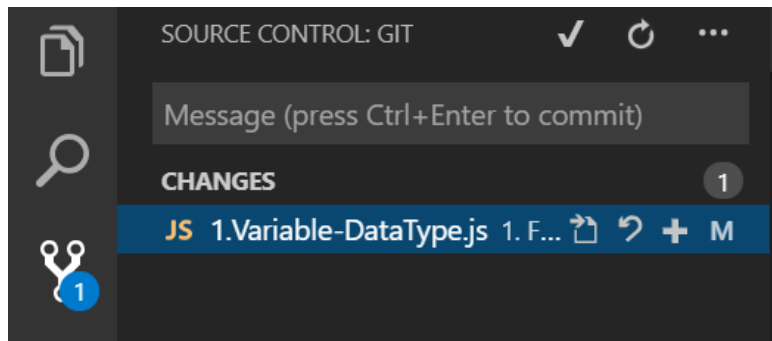 SOURCE CONTROL: GIT
Message (press Ctrl+Enter to commit)
CHANGES 1
JS 1.Variable-DataType.js 1. F... M
1